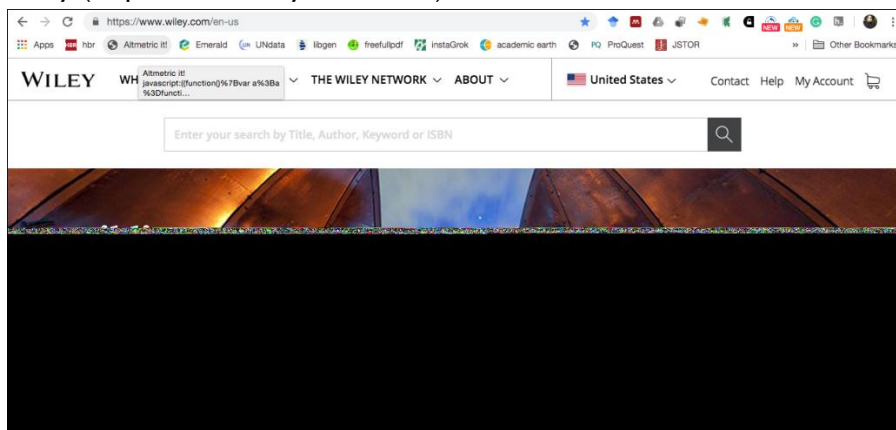 https://www.wiley.com/en-us
NEW NEW
Apps hbr Altmetric it! Emerald UNdata libgen freefullpdf instaGrok academic earth PQ ProQuest JSTOR » Other Bookmarks
WILEY WH THE WILEY NETWORK ABOUT United States Contact Help My Account
Altmetric it!
javascript:((function()%7Bvar a%3Ba
%3Dfuncti...
Enter your search by Title, Author, Keyword or ISBN